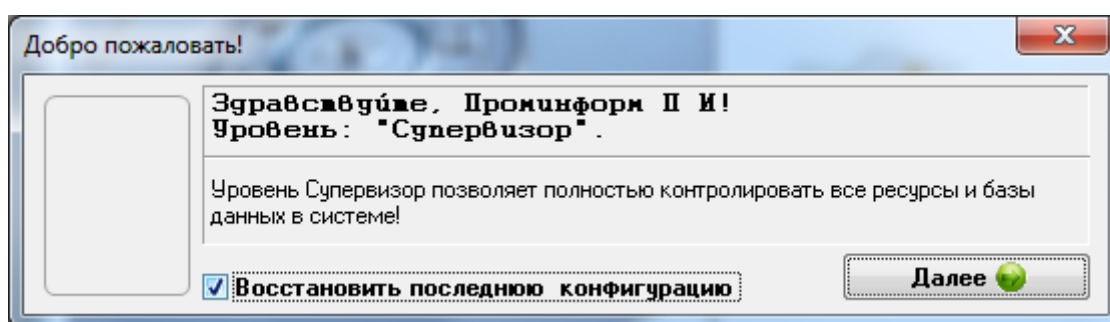 Добро пожаловать!
Здравствуйте, Проминформ П И!
Уровень: "Супервизор".
Уровень Супервизор позволяет полностью контролировать все ресурсы и базы
данных в системе!
Восстановить последнюю конфигурацию
Далее